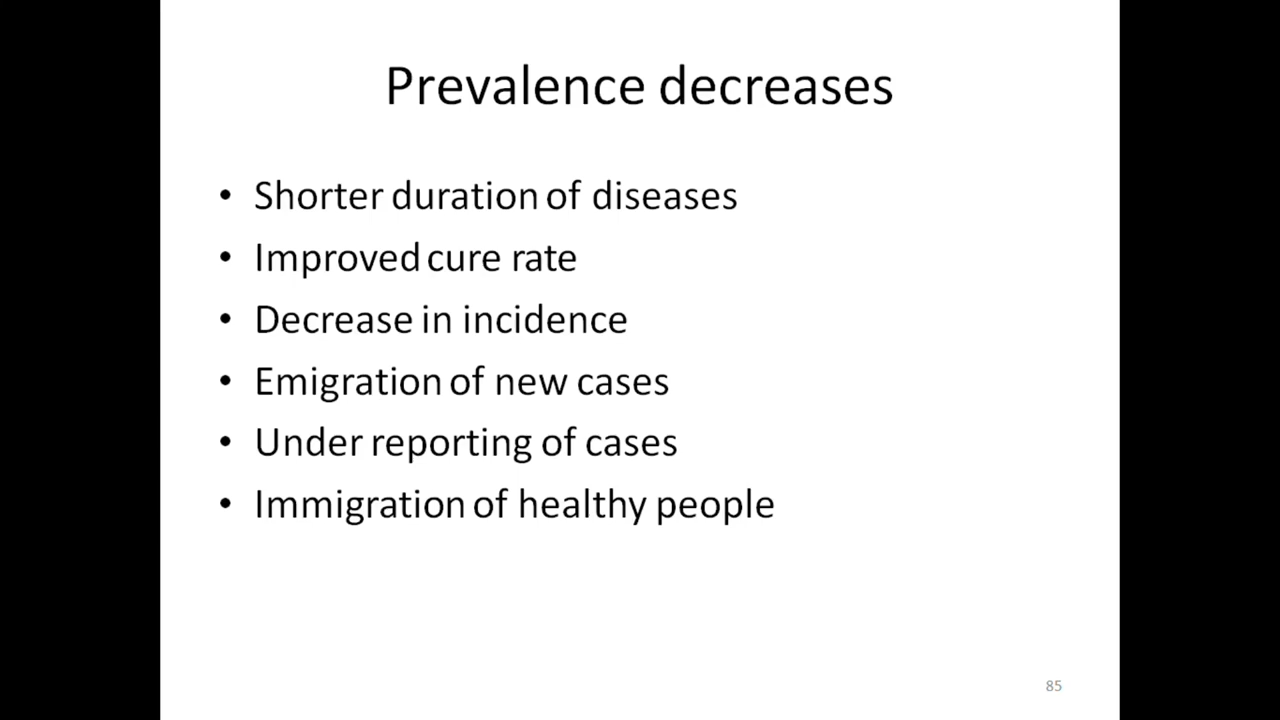 Prevalence decreases
• Shorter duration of diseases
• Improved cure rate
• Decrease in incidence
• Emigration of new cases
• Under reporting of cases
• Immigration of healthy people
85